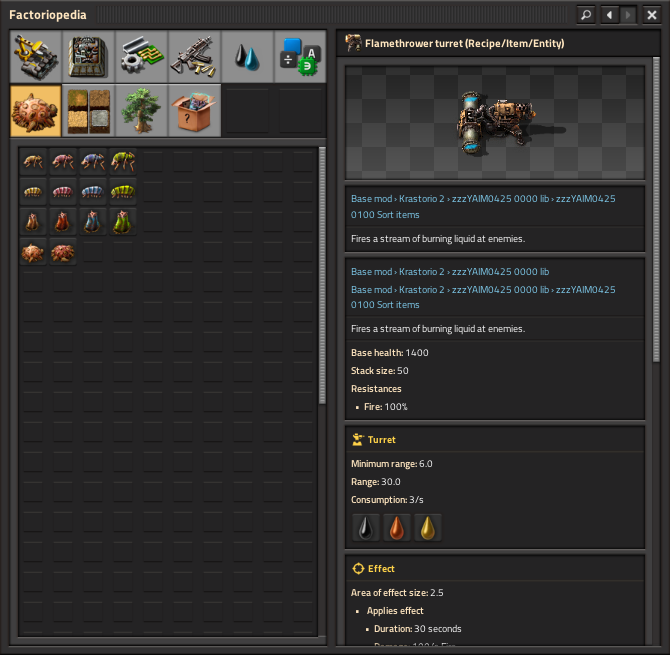 Factoriopedia
Flamethrower turret (Recipe/Item/Entity)
Base mod › Krastorio 2 › zzzYAIM0425 0000 lib › zzzYAIM0425
0100 Sort items
Fires a stream of burning liquid at enemies.
Base mod › Krastorio 2 › zzzYAIM0425 0000 lib
Base mod › Krastorio 2 › zzzYAIM0425 0000 lib › zzzYAIM0425
0100 Sort items
Fires a stream of burning liquid at enemies.
Base health: 1400
Stack size: 50
Resistances
• Fire: 100%
Turret
Minimum range: 6.0
Range: 30.0
Consumption: 3/s
Effect
Area of effect size: 2.5
• Applies effect
• Duration: 30 seconds